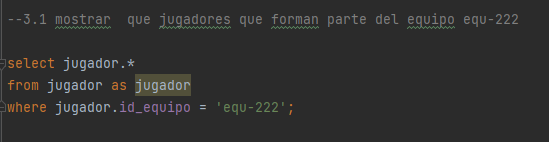 --3.1 mostrar  que jugadores que forman parte del equipo equ-222
select jugador.*
from jugador as jugador
where jugador.id_equipo = 'equ-222';